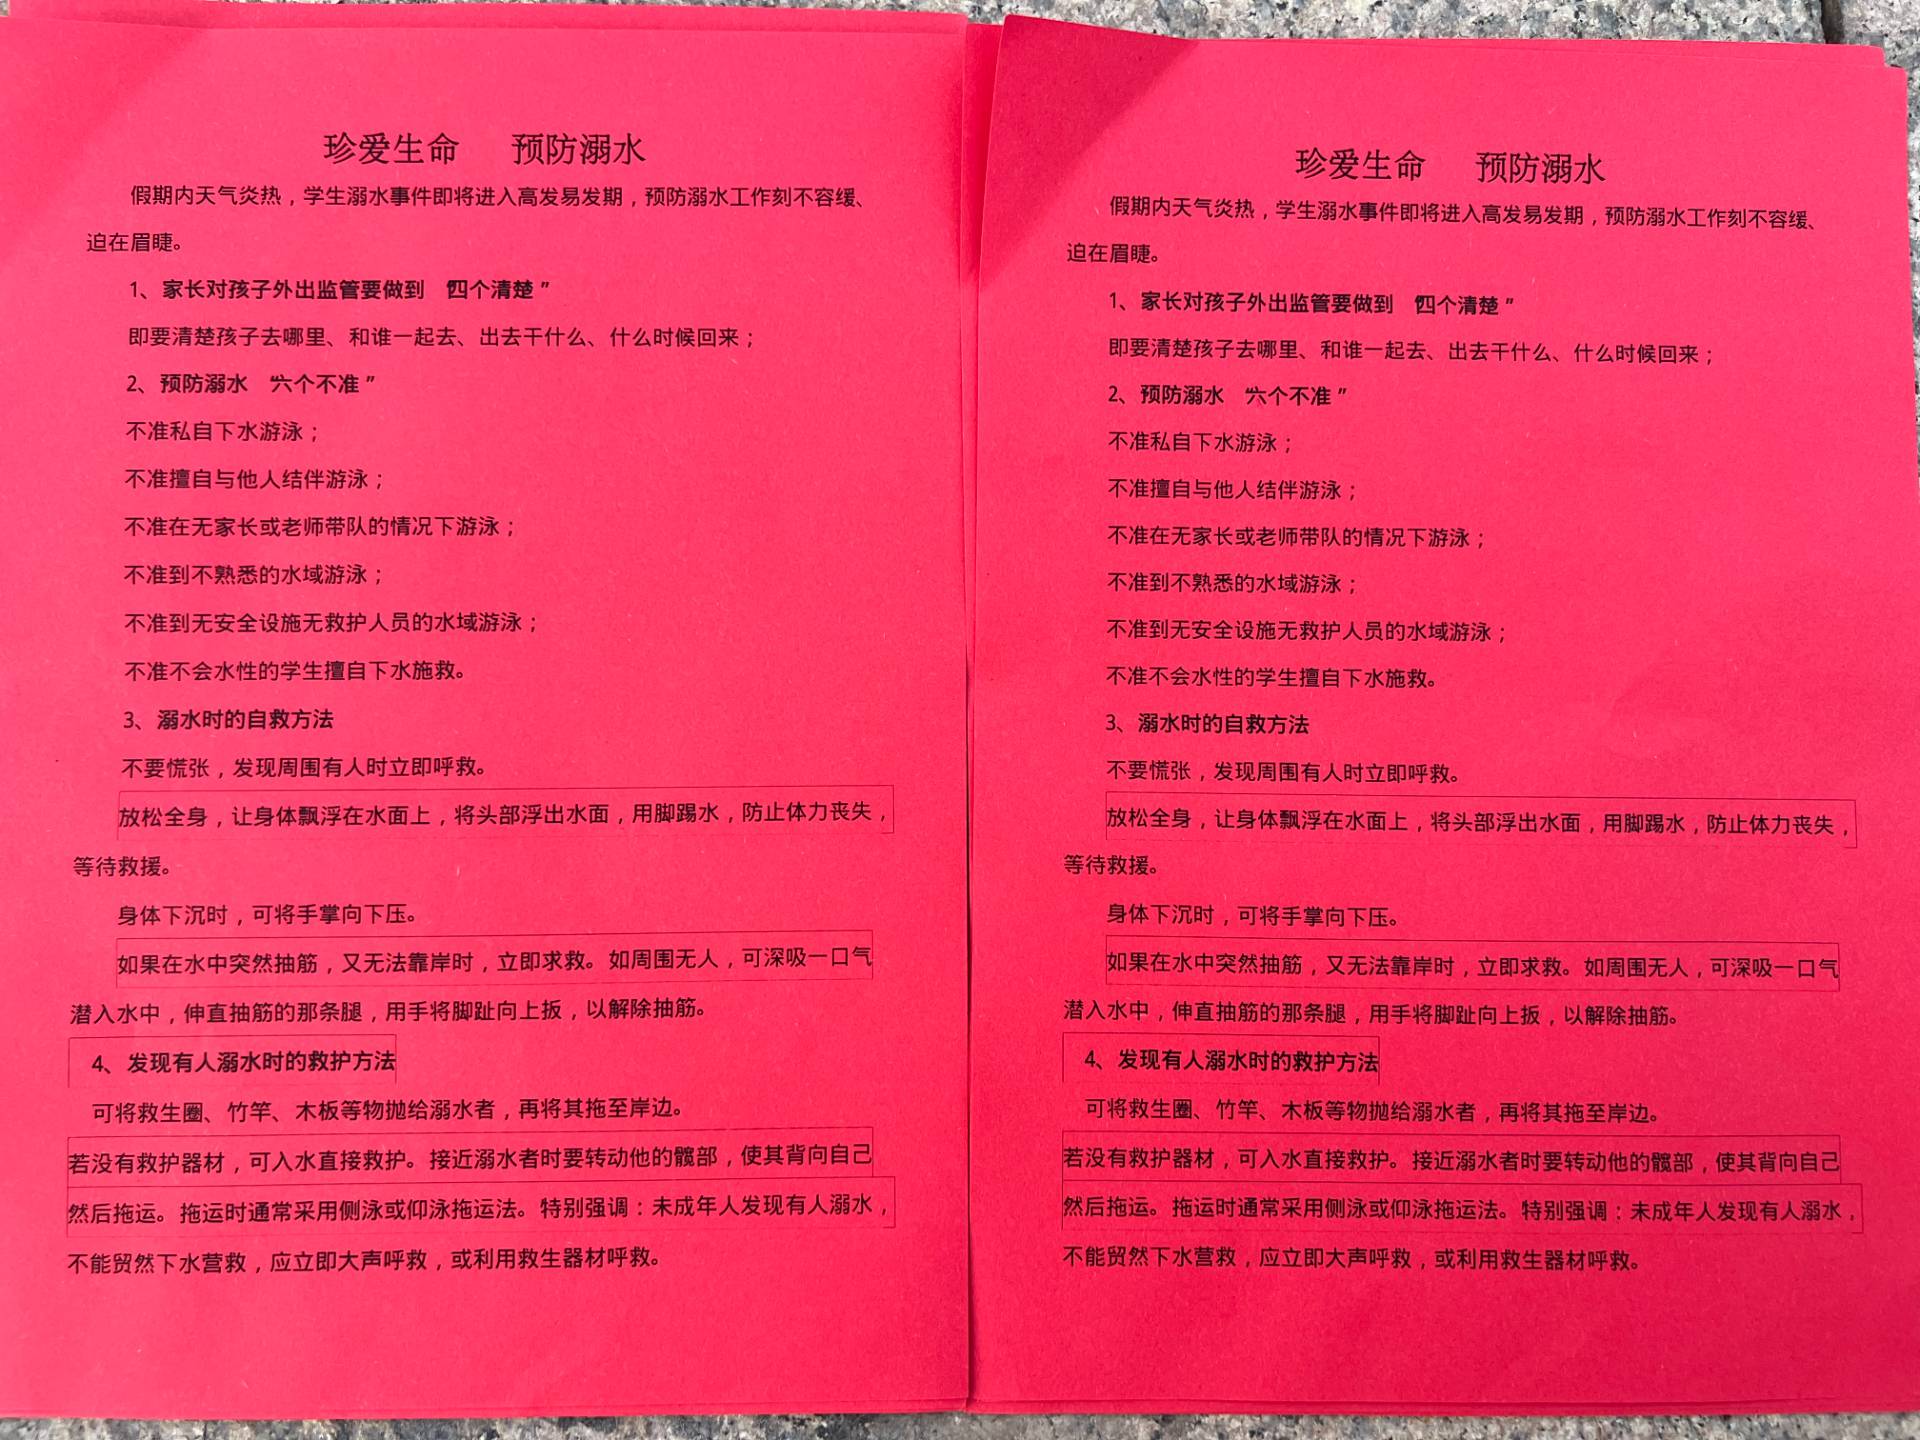 珍爱生命 预防溺水
假期内天气炎热，学生溺水事件即将进入高发易发期，预防溺水工作刻不容缓、
迫在眉睫。
1、家长对孩子外出监管要做到“四个清楚”
即要清楚孩子去哪里、和谁一起去、出去干什么、什么时候回来；
2、预防溺水“六个不准”
不准私自下水游泳；
不准擅自与他人结伴游泳；
不准在无家长或老师带队的情况下游泳；
不准到不熟悉的水域游泳；
不准到无安全设施无救护人员的水域游泳；
不准不会水性的学生擅自下水施救。
3、溺水时的自救方法
不要慌张，发现周围有人时立即呼救。
放松全身，让身体飘浮在水面上，将头部浮出水面，用脚踢水，防止体力丧失，
等待救援。
身体下沉时，可将手掌向下压。
如果在水中突然抽筋，又无法靠岸时，立即求救。如周围无人，可深吸一口气
潜入水中，伸直抽筋的那条腿，用手将脚趾向上扳，以解除抽筋。
4、发现有人溺水时的救护方法
可将救生圈、竹竿、木板等物抛给溺水者，再将其拖至岸边。
若没有救护器材，可入水直接救护。接近溺水者时要转动他的髋部，使其背向自己
然后拖运。拖运时通常采用侧泳或仰泳拖运法。特别强调：未成年人发现有人溺水，
不能贸然下水营救，应立即大声呼救，或利用救生器材呼救。
珍爱生命 预防溺水
假期内天气炎热，学生溺水事件即将进入高发易发期，预防溺水工作刻不容缓、
迫在眉睫。
1、家长对孩子外出监管要做到“四个清楚”
即要清楚孩子去哪里、和谁一起去、出去干什么、什么时候回来；
2、预防溺水“六个不准”
不准私自下水游泳；
不准擅自与他人结伴游泳；
不准在无家长或老师带队的情况下游泳；
不准到不熟悉的水域游泳；
不准到无安全设施无救护人员的水域游泳；
不准不会水性的学生擅自下水施救。
3、溺水时的自救方法
不要慌张，发现周围有人时立即呼救。
放松全身，让身体飘浮在水面上，将头部浮出水面，用脚踢水，防止体力丧失，
等待救援。
身体下沉时，可将手掌向下压。
如果在水中突然抽筋，又无法靠岸时，立即求救。如周围无人，可深吸一口气
潜入水中，伸直抽筋的那条腿，用手将脚趾向上扳，以解除抽筋。
4、发现有人溺水时的救护方法
可将救生圈、竹竿、木板等物抛给溺水者，再将其拖至岸边。
若没有救护器材，可入水直接救护。接近溺水者时要转动他的髋部，使其背向自己
然后拖运。拖运时通常采用侧泳或仰泳拖运法。特别强调：未成年人发现有人溺水，
不能贸然下水营救，应立即大声呼救，或利用救生器材呼救。